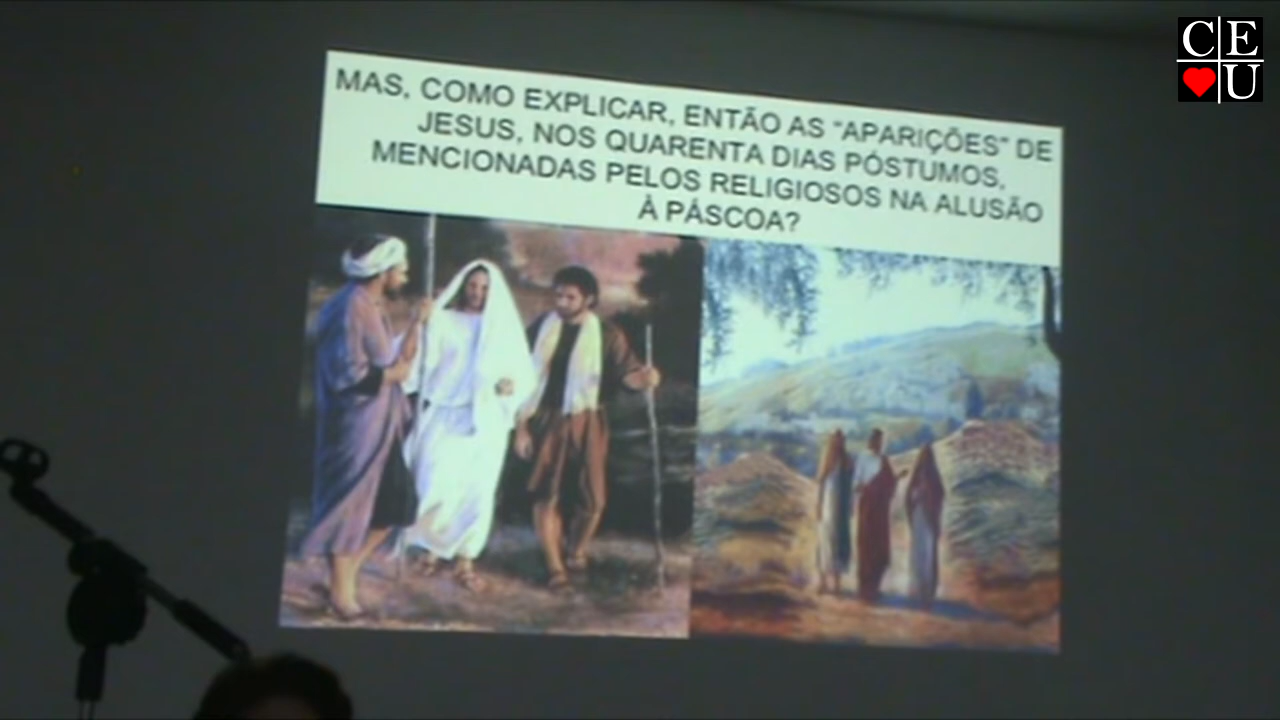 MAS, COMO EXPLICAR, ENTÃO AS "APARIÇÕES" DE
JESUS, NOS QUARENTA DIAS PÓSTUMOS,
MENCIONADAS PELOS RELIGIOSOS NA ALUSÃO
À PÁSCOA?
CE
U